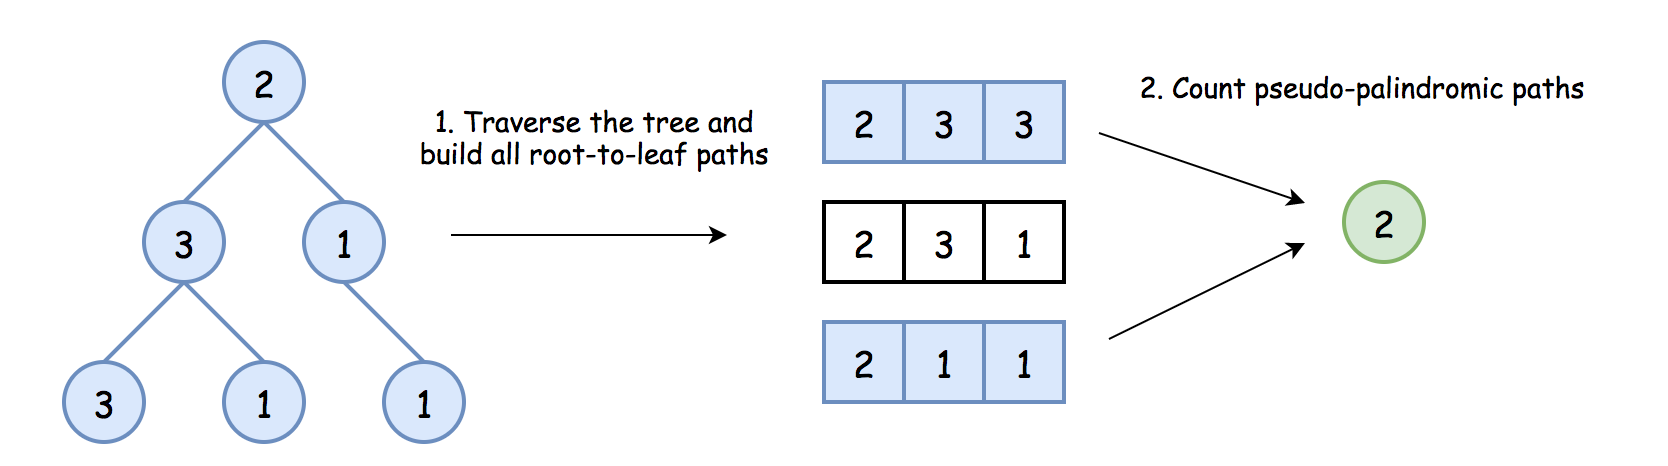 2
3 1
3 1 1
1. Traverse the tree and
build all root-to-leaf paths
2 3 3
2 3 1
2 1 1
2. Count pseudo-palindromic paths
2